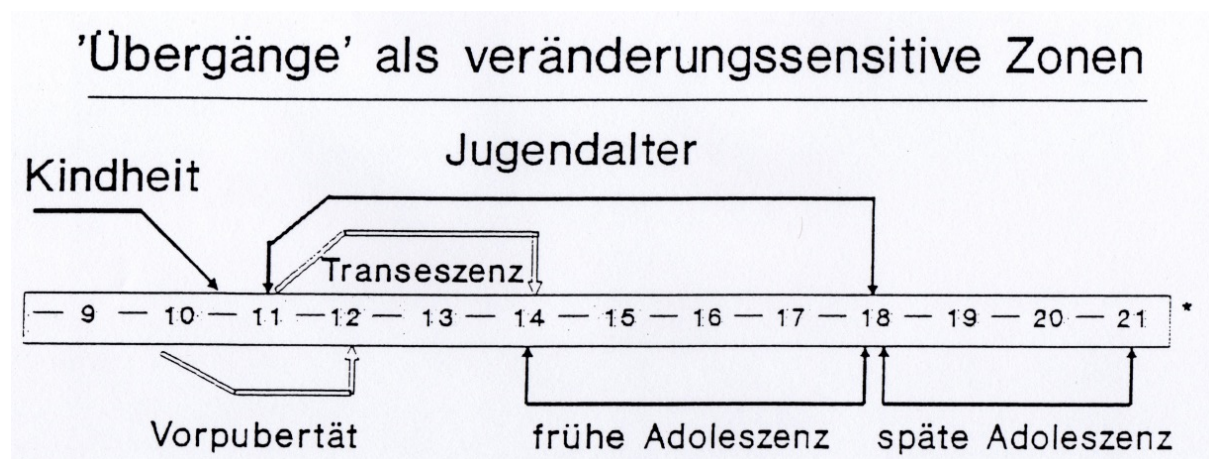 'Übergänge' als veränderungssensitive Zonen
Jugendalter
Kindheit
Transeszenz
— 9 — 10 — 11 — 12 — 13 — 14 — 15 — 16 — 17 — 18 — 19 — 20 — 21 *
Vorpubertät frühe Adoleszenz späte Adoleszenz